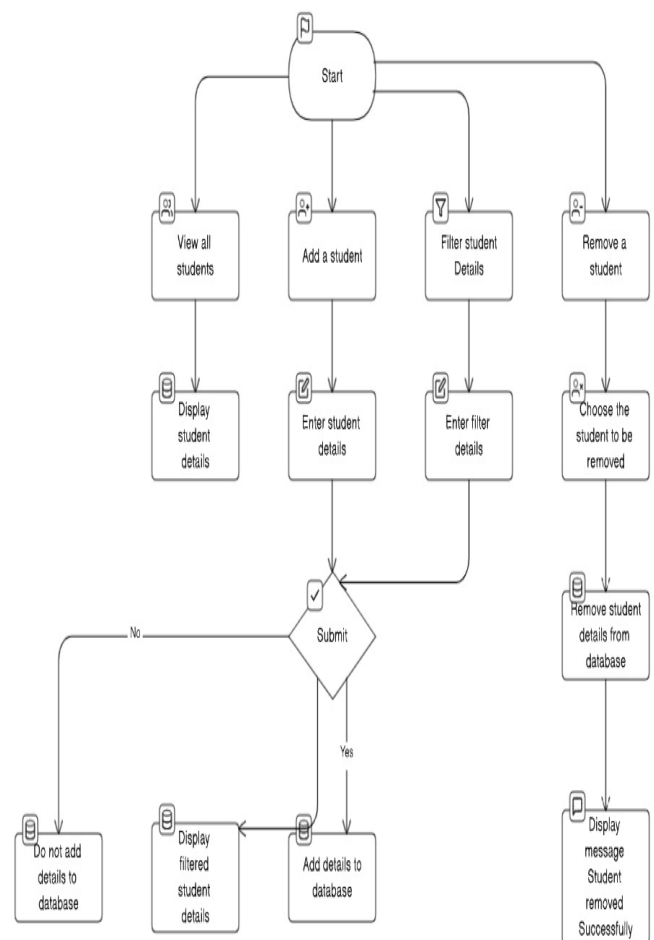 Start
View all
students
Add a student
Filter student
Details
Remove a
student
Display
student
details
Enter student
details
Enter filter
details
Choose the
student to be
removed
Submit
Remove student
details from
database
No
Yes
Do not add
details to
database
Display
filtered
student
details
Add details to
database
Display
message
Student
removed
Successfully